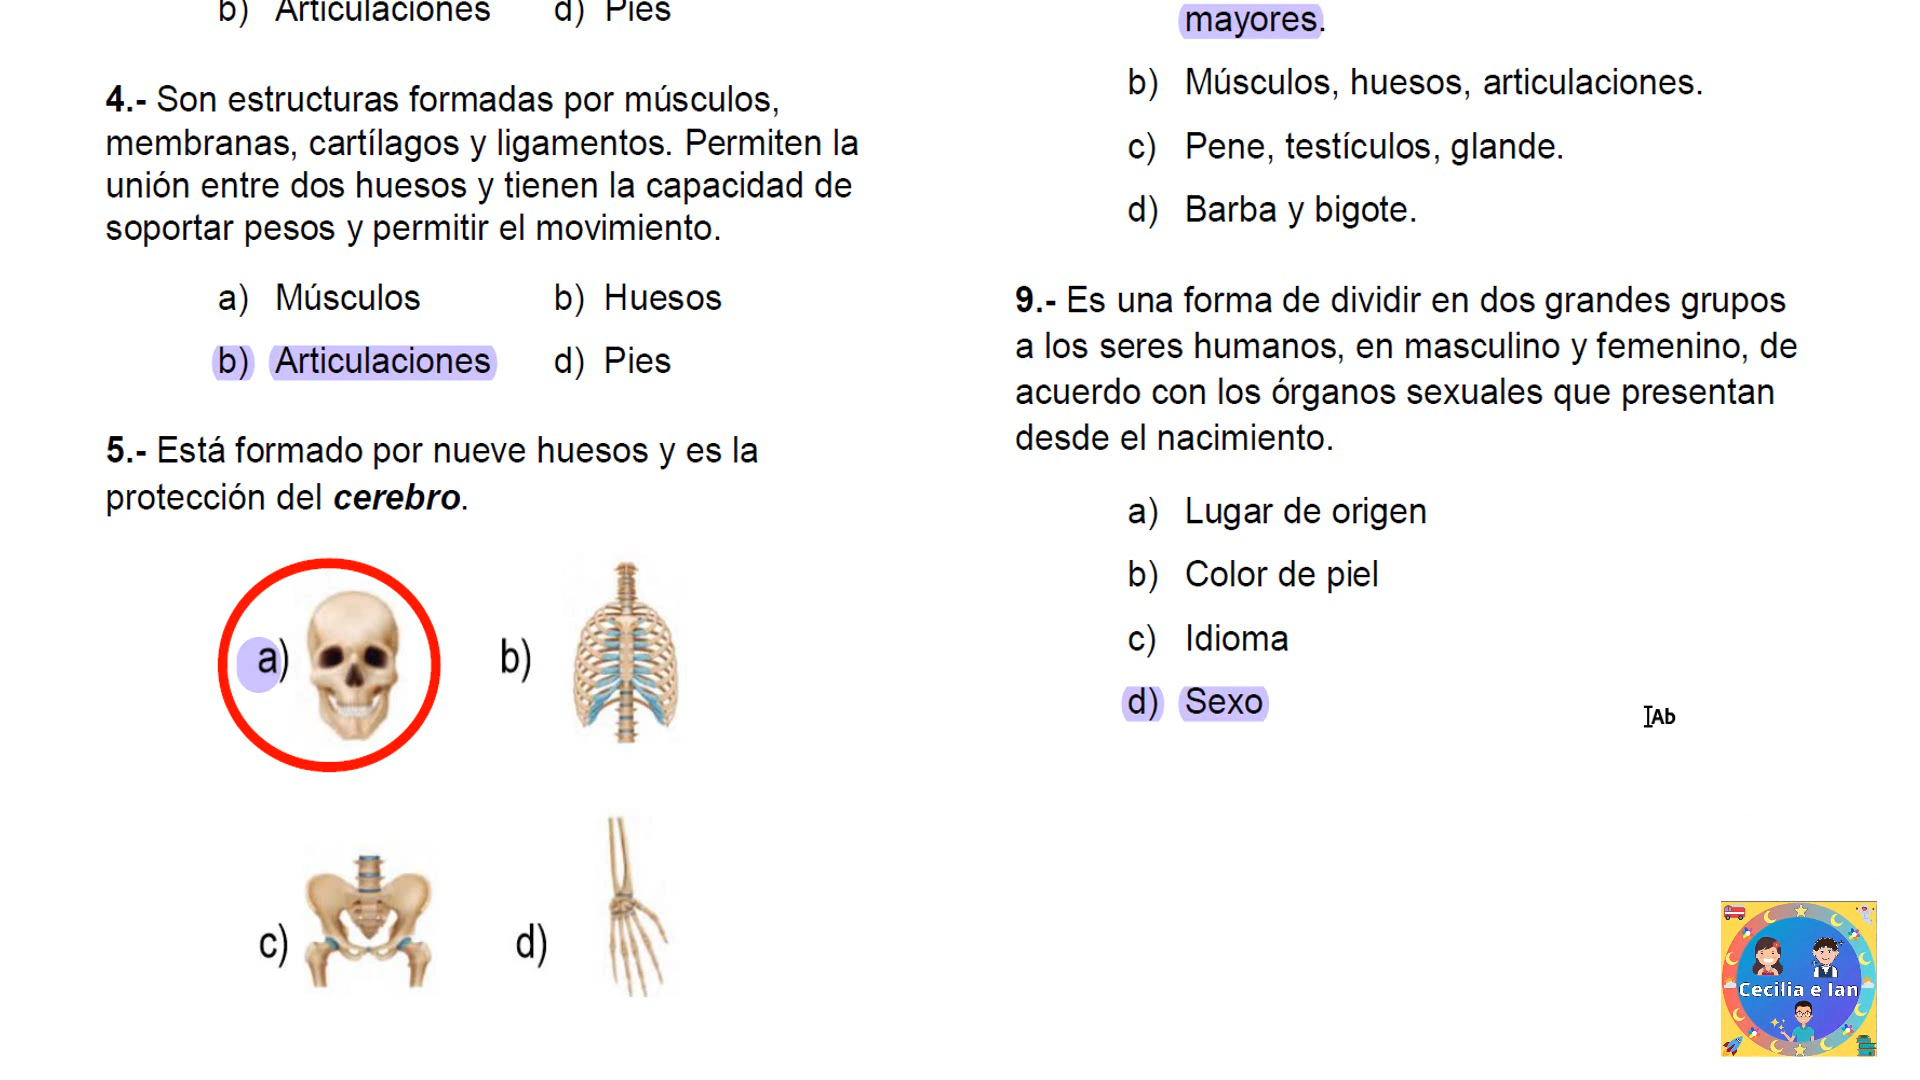 b) Articulaciones d) Pies
4.- Son estructuras formadas por músculos,
membranas, cartílagos y ligamentos. Permiten la
unión entre dos huesos y tienen la capacidad de
soportar pesos y permitir el movimiento.
a) Músculos b) Huesos
b) Articulaciones d) Pies
5.- Está formado por nueve huesos y es la
protección del cerebro.
a) b)
c) d)
mayores.
b) Músculos, huesos, articulaciones.
c) Pene, testículos, glande.
d) Barba y bigote.
9.- Es una forma de dividir en dos grandes grupos
a los seres humanos, en masculino y femenino, de
acuerdo con los órganos sexuales que presentan
desde el nacimiento.
a) Lugar de origen
b) Color de piel
c) Idioma
d) Sexo
Ab
Cecilia e Ian